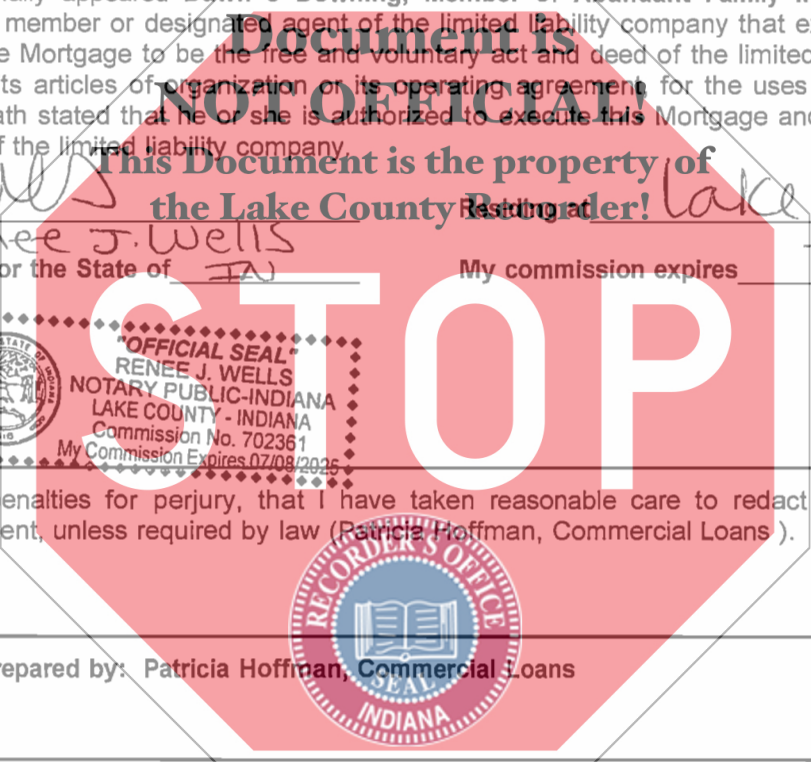 member or designated agent of the limited liability company that e
e Mortgage to be the free and voluntary act and deed of the limited
ts articles of organization or its operating agreement, for the uses
ath stated that he or she is authorized to execute this Mortgage and
f the limited liability company.
Document is
NOT OFFICIAL!
This Document is the property of
the Lake County Recorder!
Residing at Lake
ee J. Wells
or the State of IN
My commission expires
STOP
"OFFICIAL SEAL"
RENEE J. WELLS
NOTARY PUBLIC-INDIANA
LAKE COUNTY - INDIANA
Commission No. 702361
My Commission Expires 07/08/2025
STATE OF INDIANA
enalties for perjury, that I have taken reasonable care to redact
ent, unless required by law (Patricia Hoffman, Commercial Loans ).
RECORDER'S OFFICE
SEAL
INDIANA
repared by: Patricia Hoffman, Commercial Loans